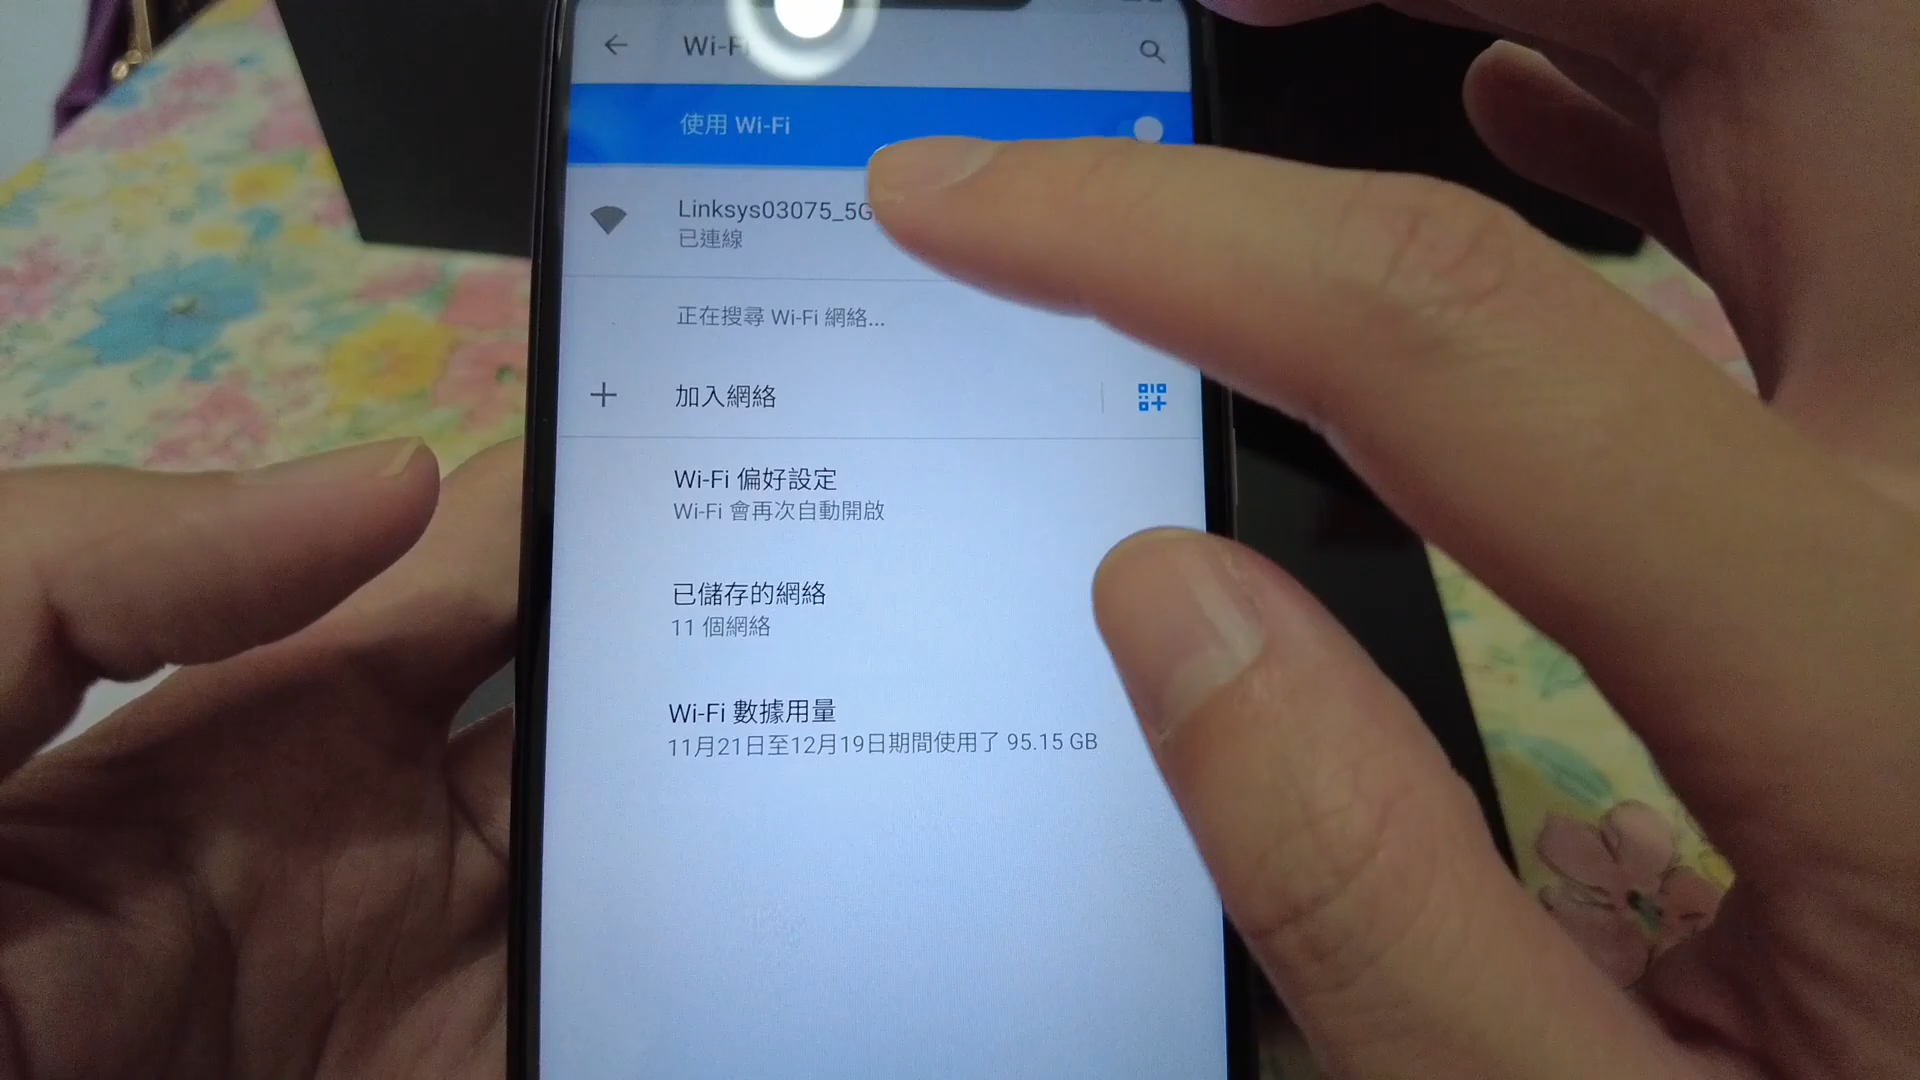 Wi-Fi
使用 Wi-Fi
Linksys03075_5G
已連線
正在搜尋 Wi-Fi 網絡...
加入網絡
Wi-Fi 偏好設定
Wi-Fi 會再次自動開啟
已儲存的網絡
11 個網絡
Wi-Fi 數據用量
11月21日至12月19日期間使用了 95.15 GB